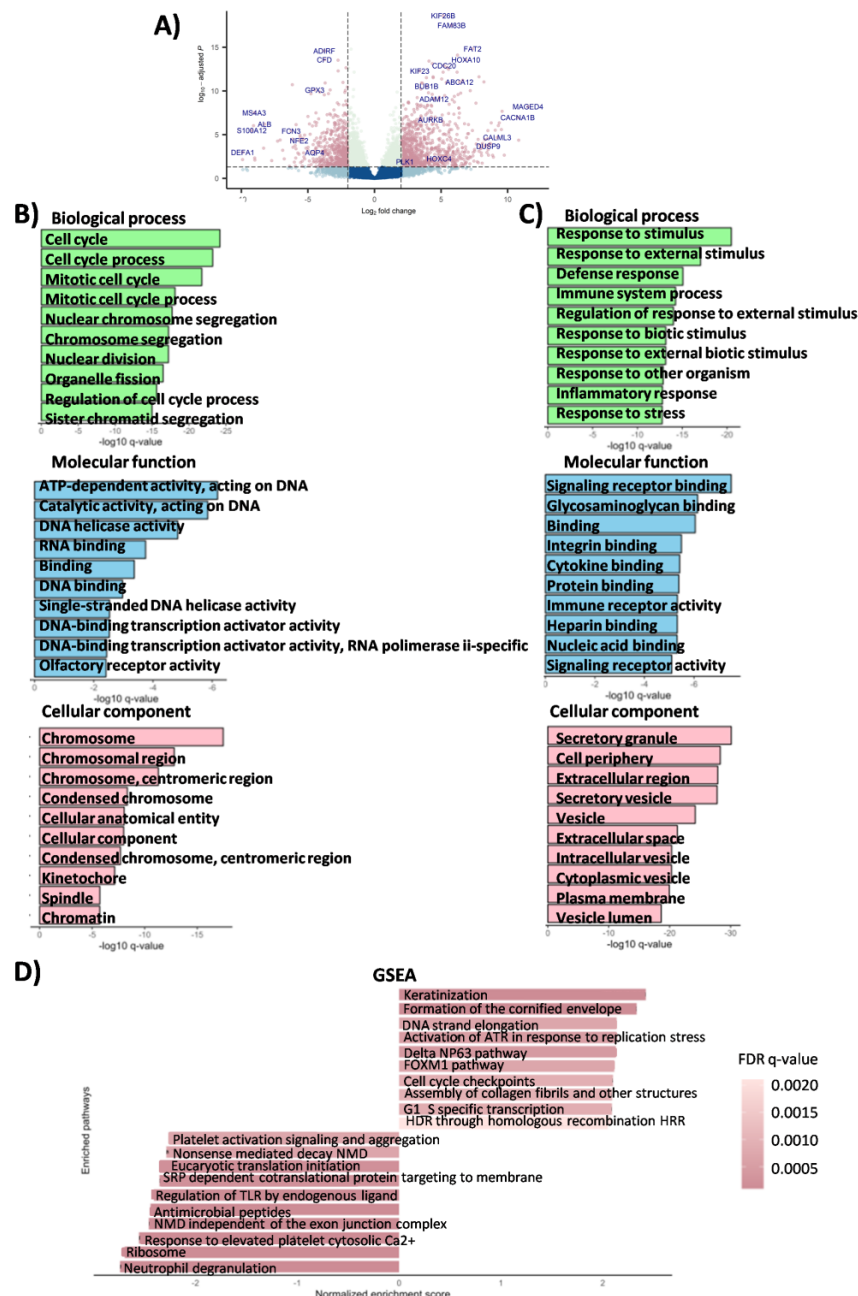 A)
KIF26B
FAM83B
ADIRF
CFD
FAT2
HOXA10
CDC20
KIF23
GPX3
BUB1B
ABCA12
ADAM12
MS4A3
MAGED4
AURKB
CACNA1B
ALB
S100A12
FCN3
NFE2
CALML3
DUSP9
DEFA1
AQP4
PLK1
HOXC4
15
10
5
0
log10 −adjusted P
-10
-5
0
5
10
Log2 fold change
B)
Biological process
Cell cycle
Cell cycle process
Mitotic cell cycle
Mitotic cell cycle process
Nuclear chromosome segregation
Chromosome segregation
Nuclear division
Organelle fission
Regulation of cell cycle process
Sister chromatid segregation
0 -5 -10 -15 -20 -25
-log10 q-value
Molecular function
ATP-dependent activity, acting on DNA
Catalytic activity, acting on DNA
DNA helicase activity
RNA binding
Binding
DNA binding
Single-stranded DNA helicase activity
DNA-binding transcription activator activity
DNA-binding transcription activator activity, RNA polimerase ii-specific
Olfactory receptor activity
0 -2 -4 -6
-log10 q-value
Cellular component
Chromosome
Chromosomal region
Chromosome, centromeric region
Condensed chromosome
Cellular anatomical entity
Cellular component
Condensed chromosome, centromeric region
Kinetochore
Spindle
Chromatin
0 -5 -10 -15
-log10 q-value
C)
Biological process
Response to stimulus
Response to external stimulus
Defense response
Immune system process
Regulation of response to external stimulus
Response to biotic stimulus
Response to external biotic stimulus
Response to other organism
Inflammatory response
Response to stress
0 -5 -10 -15 -20
-log10 q-value
Molecular function
Signaling receptor binding
Glycosaminoglycan binding
Binding
Integrin binding
Cytokine binding
Protein binding
Immune receptor activity
Heparin binding
Nucleic acid binding
Signaling receptor activity
0 -2 -4 -6
-log10 q-value
Cellular component
Secretory granule
Cell periphery
Extracellular region
Secretory vesicle
Vesicle
Extracellular space
Intracellular vesicle
Cytoplasmic vesicle
Plasma membrane
Vesicle lumen
0 -10 -20 -30
-log10 q-value
D)
GSEA
Keratinization
Formation of the cornified envelope
DNA strand elongation
Activation of ATR in response to replication stress
Delta NP63 pathway
FOXM1 pathway
Cell cycle checkpoints
Assembly of collagen fibrils and other structures
G1_S specific transcription
HDR through homologous recombination HRR
Platelet activation signaling and aggregation
Nonsense mediated decay NMD
Eucaryotic translation initiation
SRP dependent cotranslational protein targeting to membrane
Regulation of TLR by endogenous ligand
Antimicrobial peptides
NMD independent of the exon junction complex
Response to elevated platelet cytosolic Ca2+
Ribosome
Neutrophil degranulation
Enriched pathways
-2 -1 0 1 2
Normalized enrichment score
FDR q-value
0.0020
0.0015
0.0010
0.0005